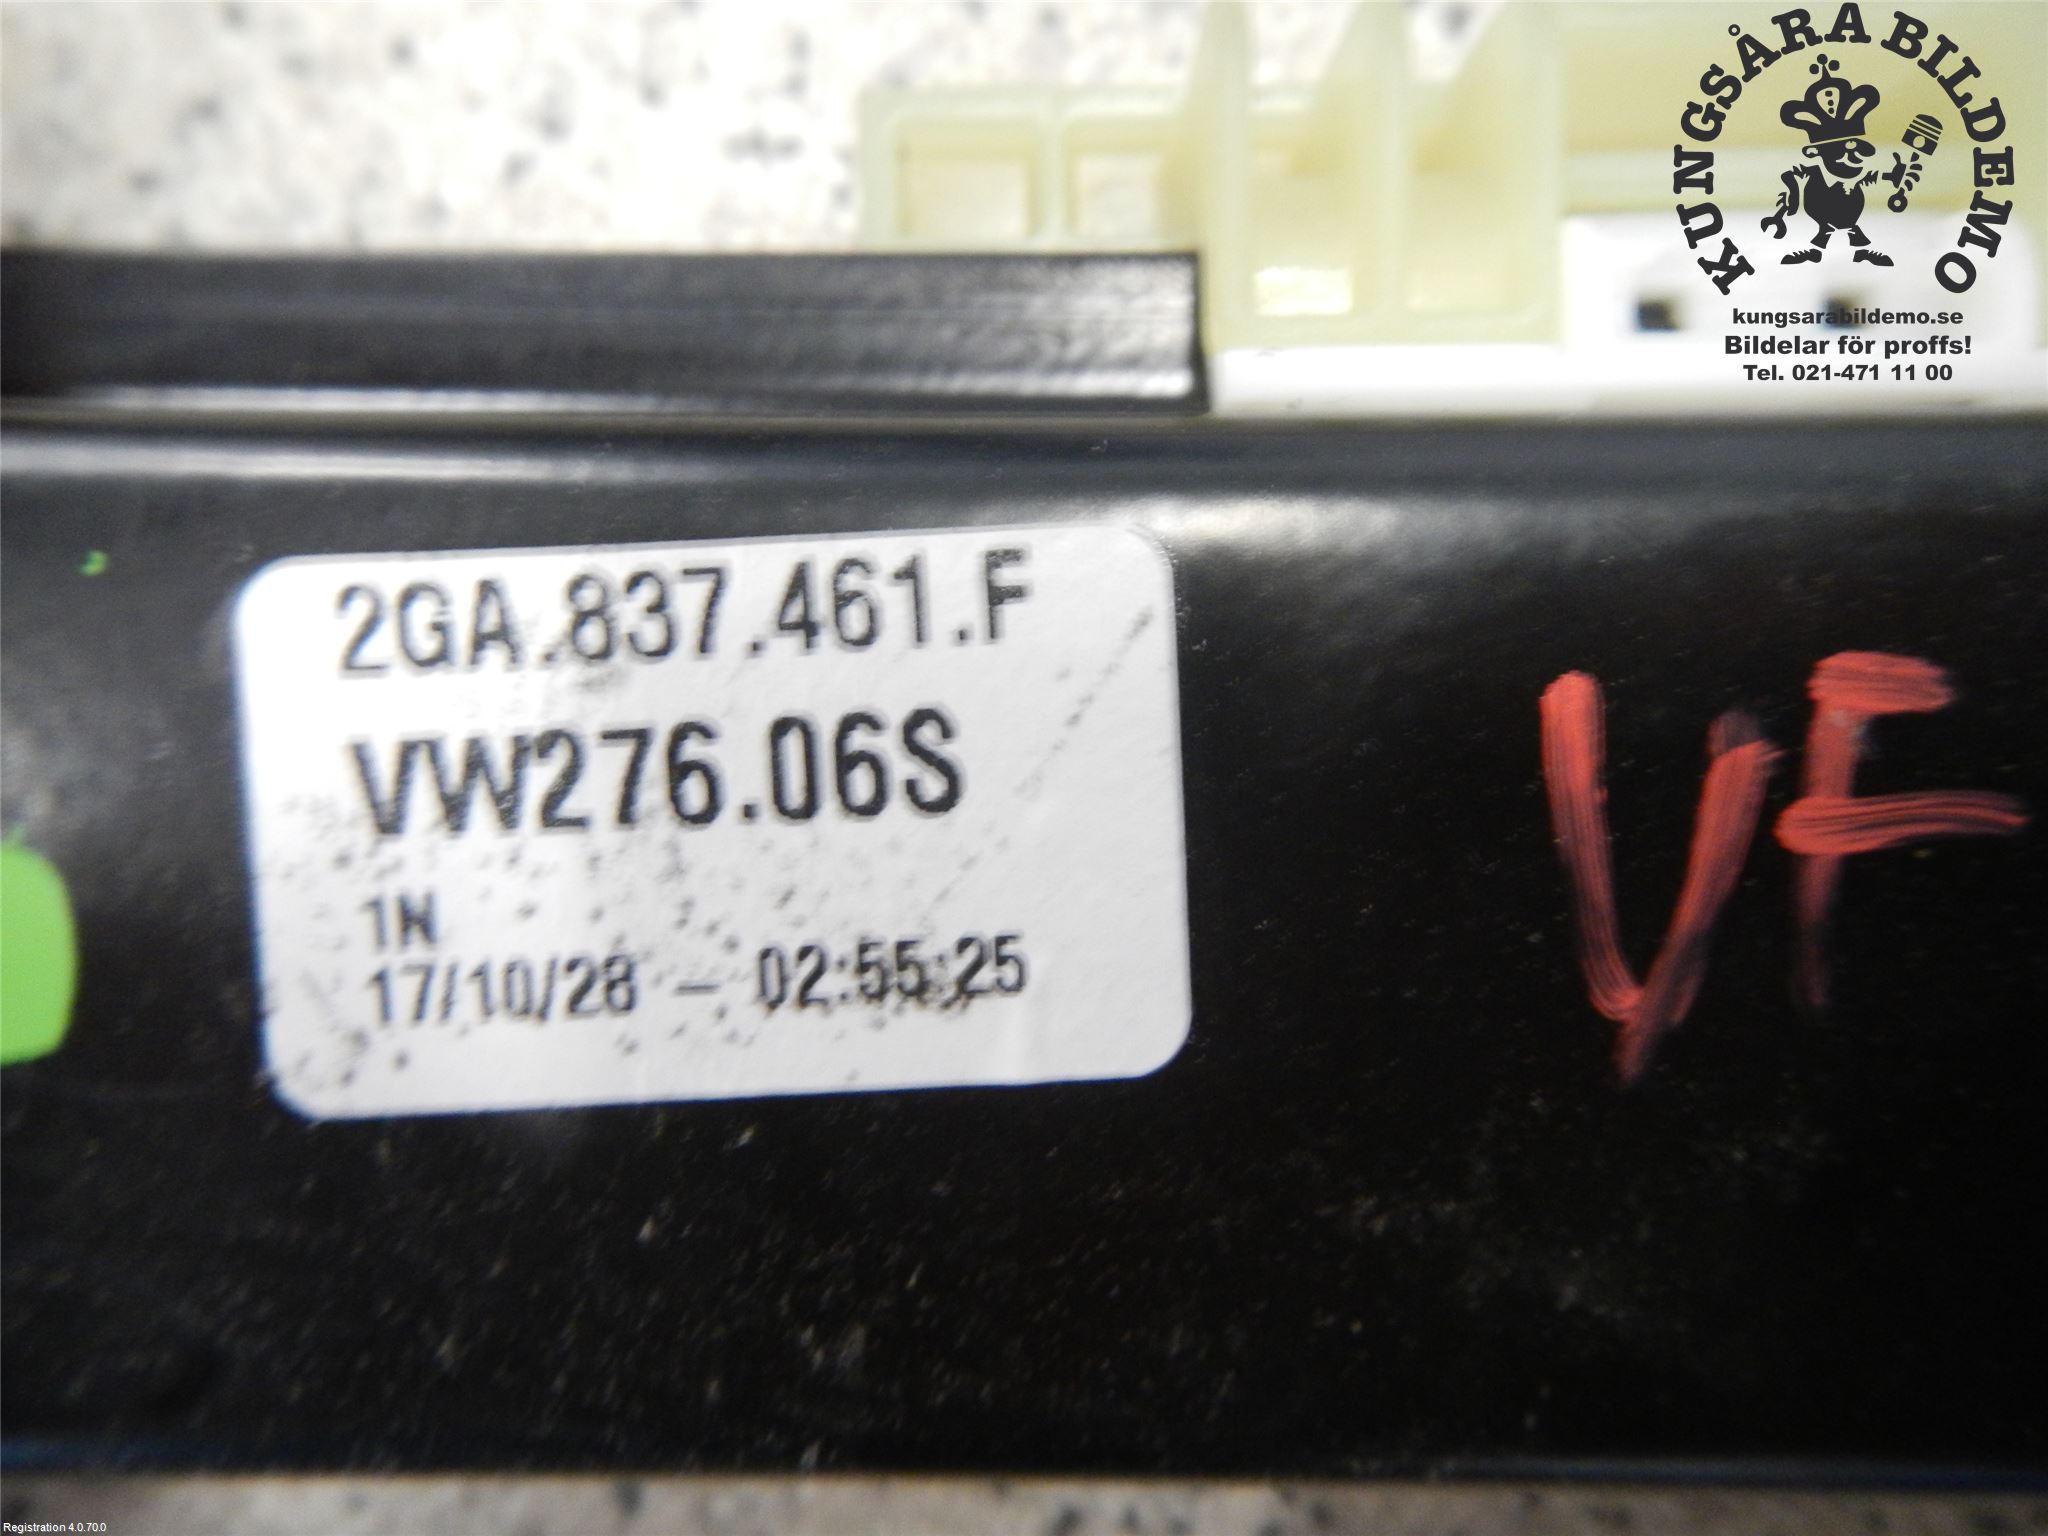 KUNGSÅRA BILDEMO
kungsarabildemo.se
Bildelar för proffs!
Tel. 021-471 11 00
2GA.837.461.F
VW276.06S
1N
17/10/28 - 02:55:25
VF
Registration 4.0.70.0